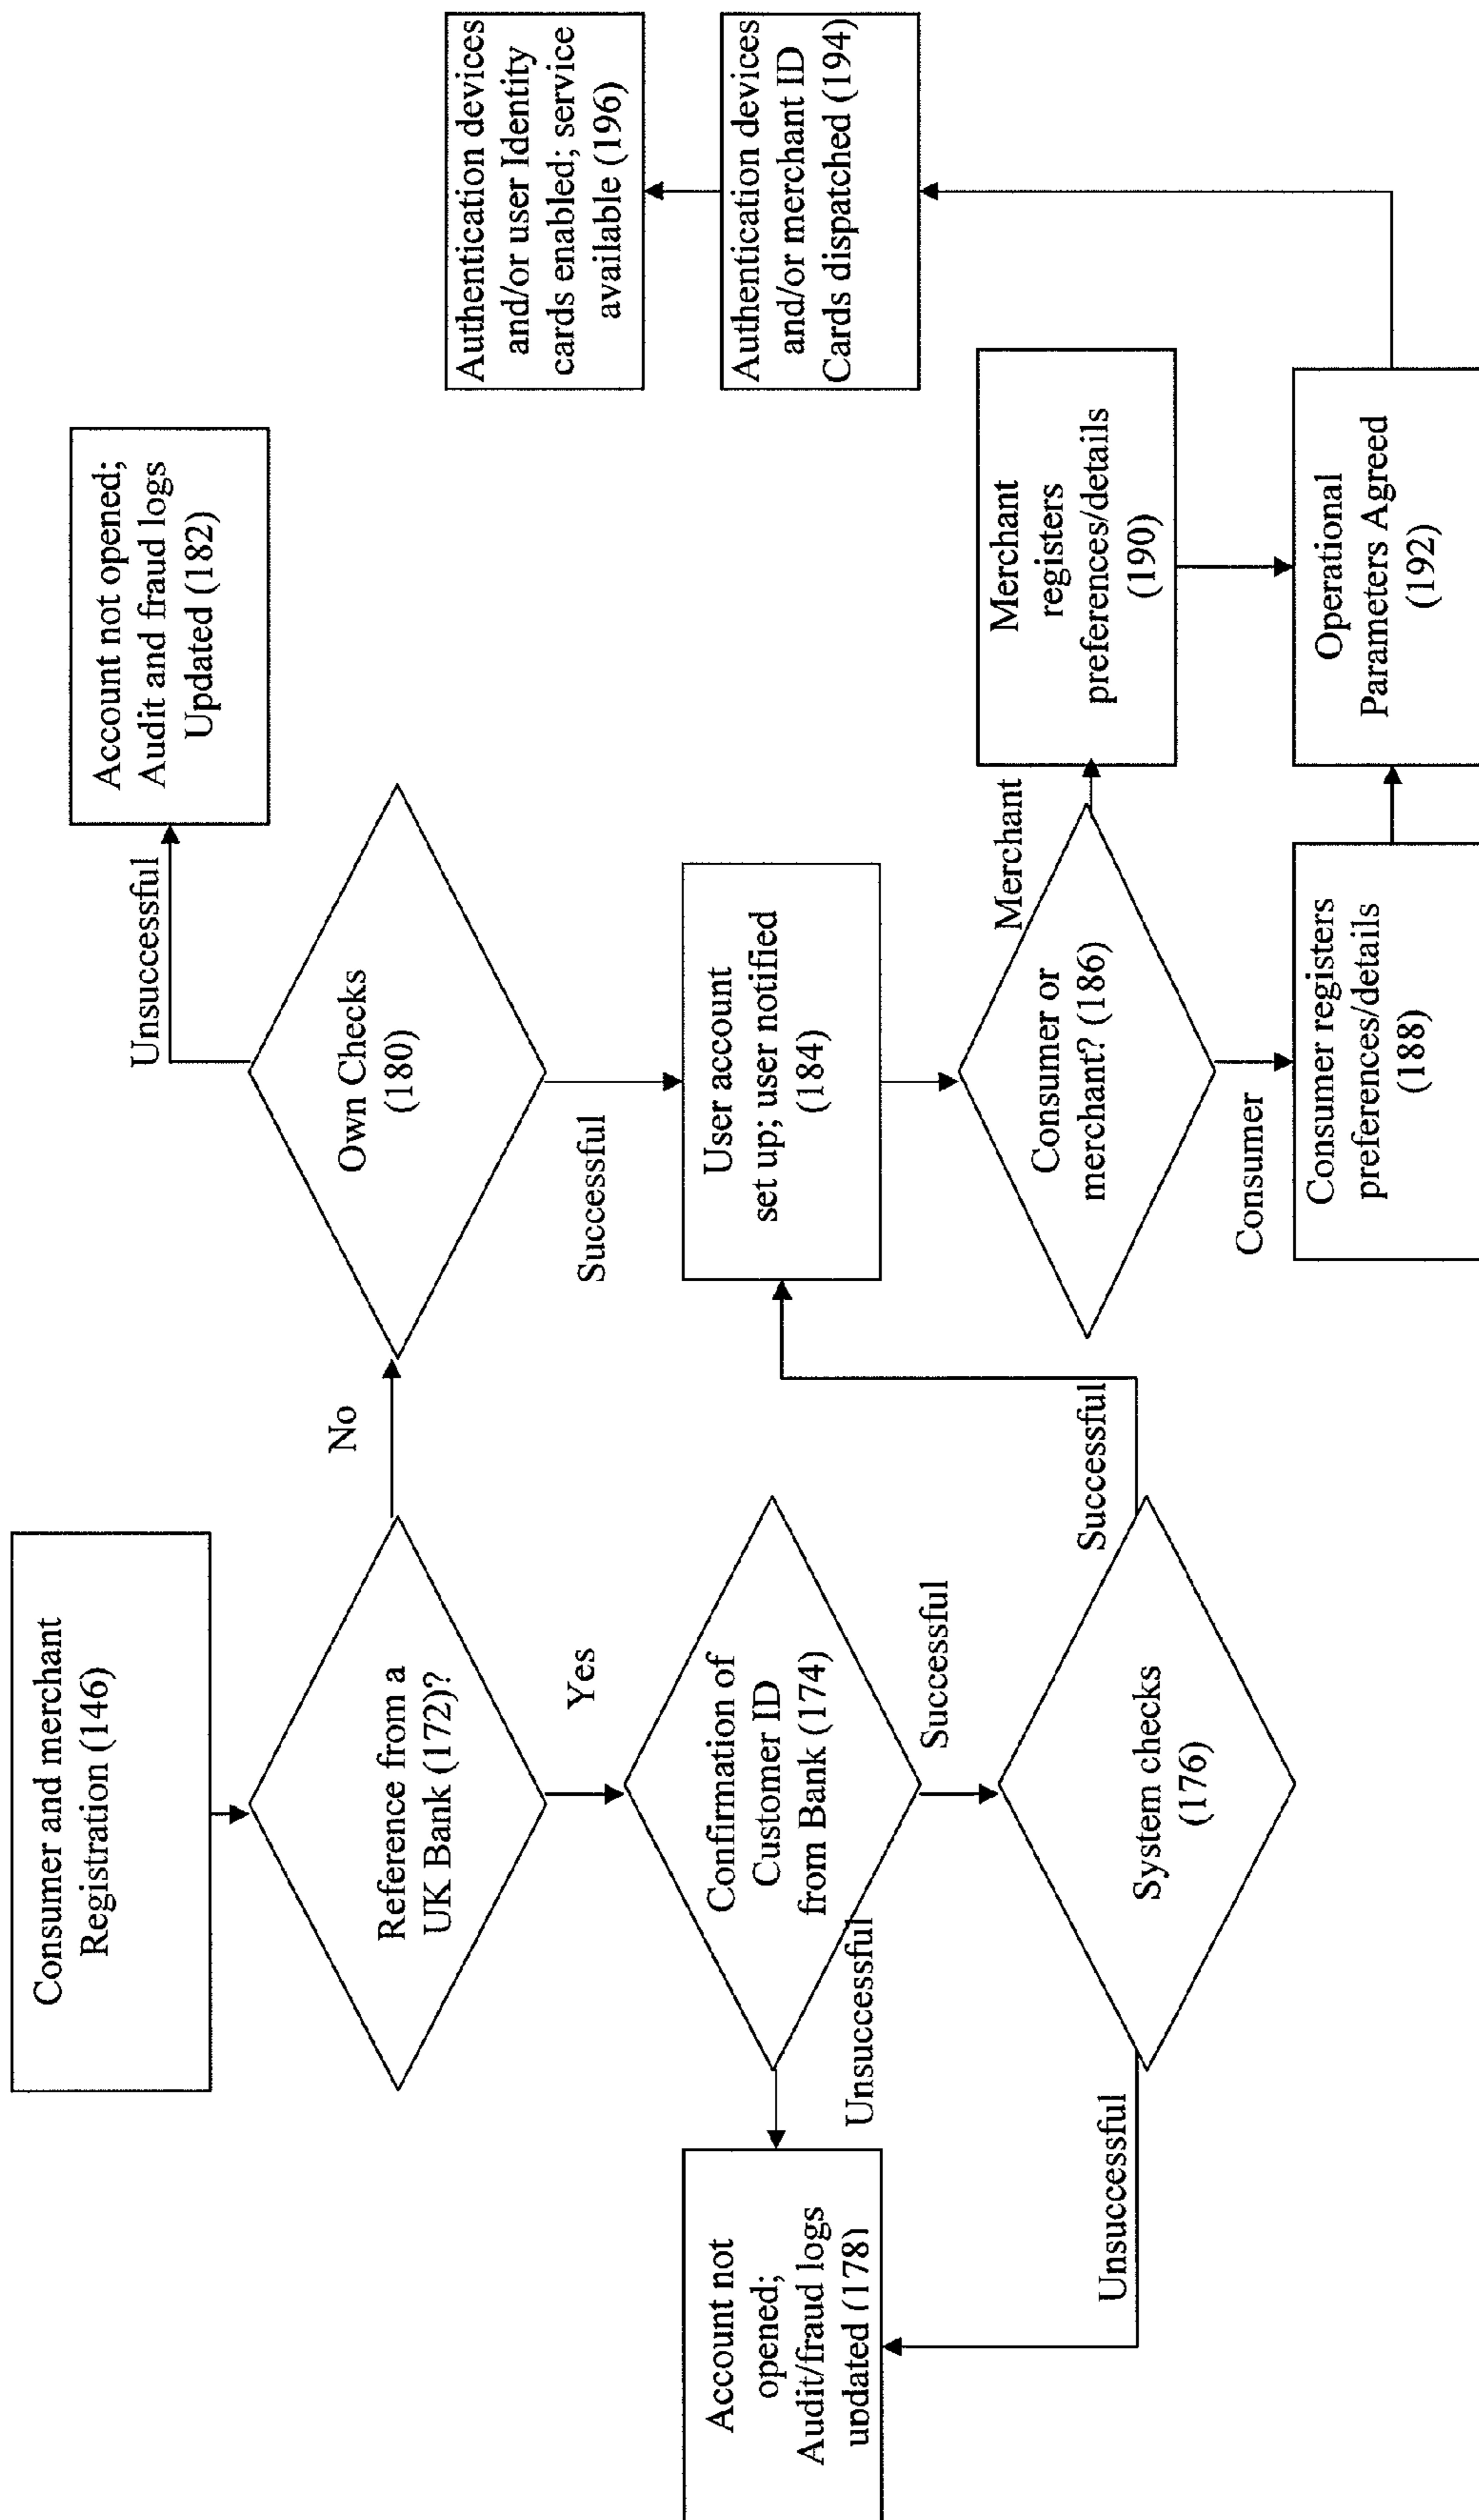 Consumer and merchant
Registration (146)
Reference from a
UK Bank (172)?
No
Yes
Own Checks
(180)
Unsuccessful
Account not opened;
Audit and fraud logs
Updated (182)
Successful
Confirmation of
Customer ID
from Bank (174)
Unsuccessful
Successful
Account not
opened;
Audit/fraud logs
updated (178)
System checks
(176)
Unsuccessful
Successful
User account
set up; user notified
(184)
Consumer or
merchant? (186)
Merchant
Consumer
Merchant
registers
preferences/details
(190)
Consumer registers
preferences/details
(188)
Operational
Parameters Agreed
(192)
Authentication devices
and/or merchant ID
Cards dispatched (194)
Authentication devices
and/or user Identity
cards enabled; service
available (196)